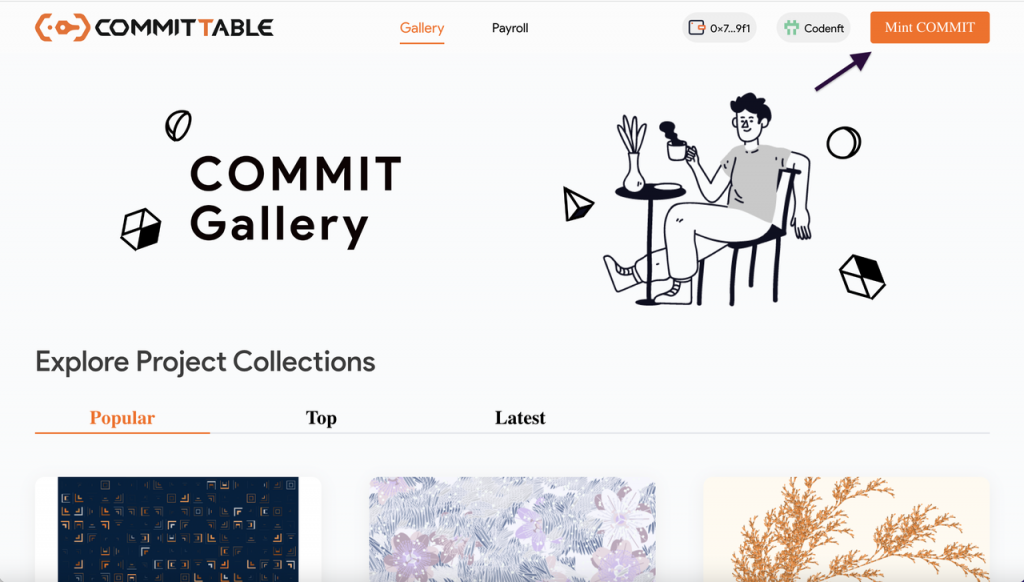 COMMITTABLE
Gallery
Payroll
0×7...9f1
Codenft
Mint COMMIT
COMMIT
Gallery
Explore Project Collections
Popular
Top
Latest